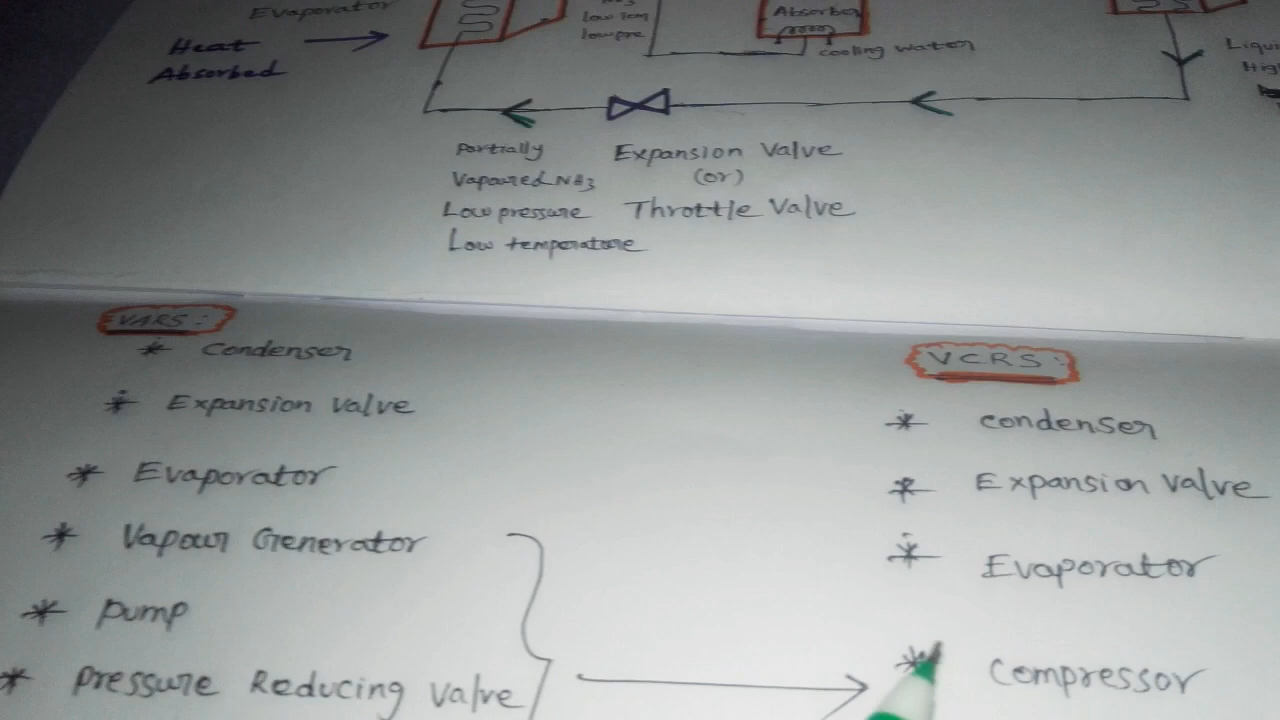 Evaporator
Heat
Absorbed
low tem
low pre
Absorber
cooling water
Partially
Vapoured NH3
Low pressure
Low temperature
Expansion Valve
(or)
Throttle Valve
VARS:
* Condenser
* Expansion valve
* Evaporator
* Vapour Generator
* Pump
* Pressure Reducing valve
VCRS:
* condenser
* Expansion valve
* Evaporator
* Compressor